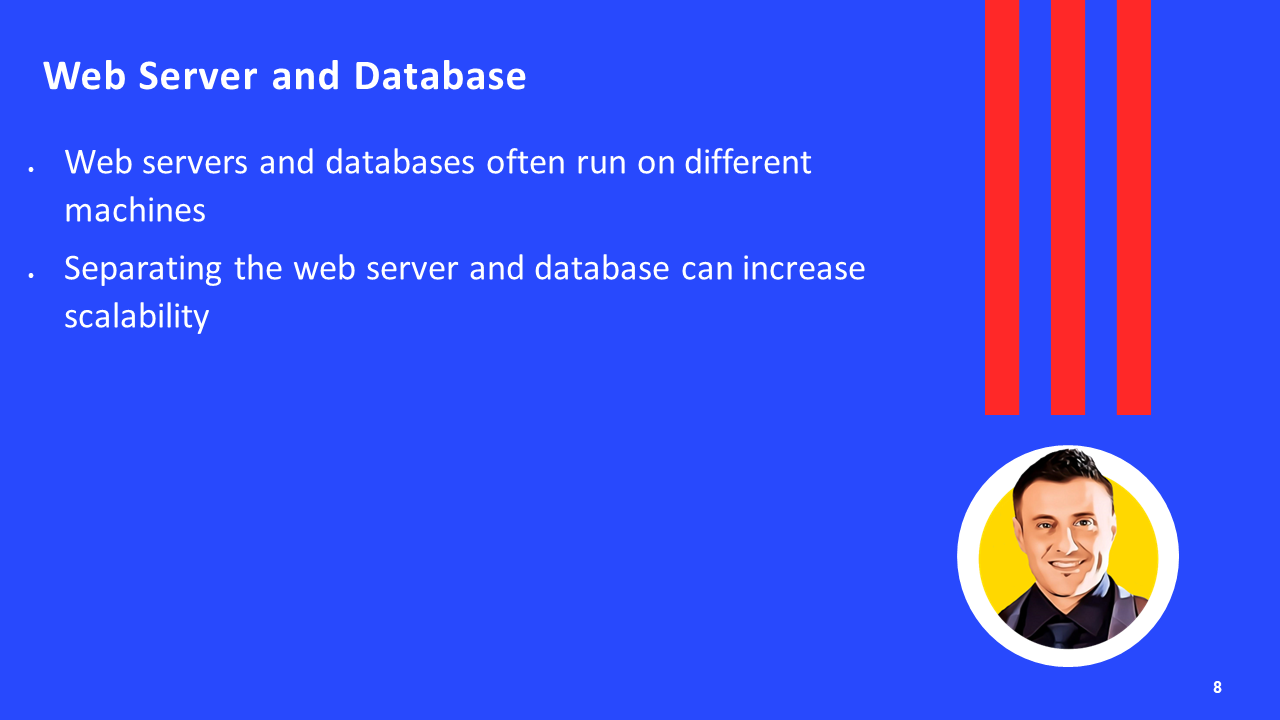 Web Server and Database
• Web servers and databases often run on different
machines
• Separating the web server and database can increase
scalability
8